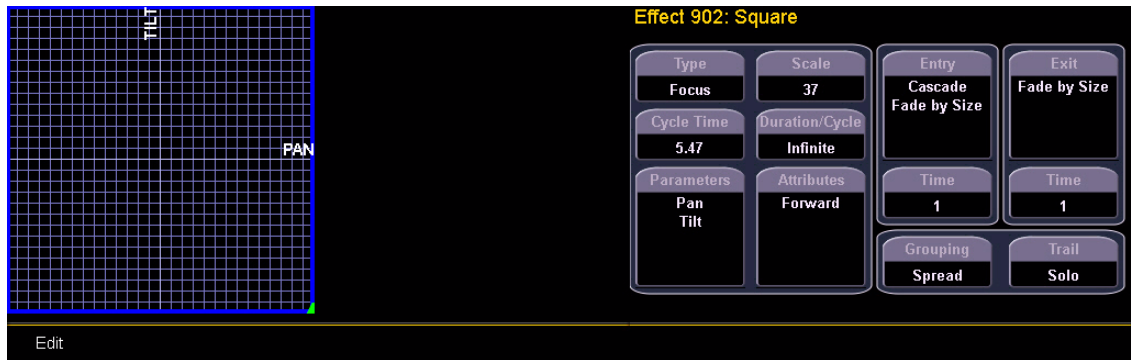 TILT
PAN
Effect 902: Square
Type
Focus
Scale
37
Entry
Cascade
Fade by Size
Exit
Fade by Size
Cycle Time
5.47
Duration/Cycle
Infinite
Parameters
Pan
Tilt
Attributes
Forward
Time
1
Time
1
Grouping
Spread
Trail
Solo
Edit